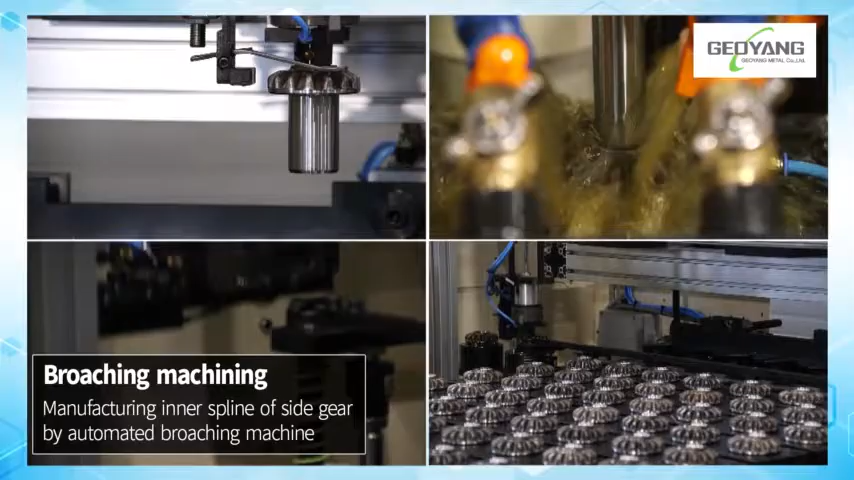 GEOYANG
GEOYANG METAL Co.,Ltd.
Broaching machining
Manufacturing inner spline of side gear
by automated broaching machine